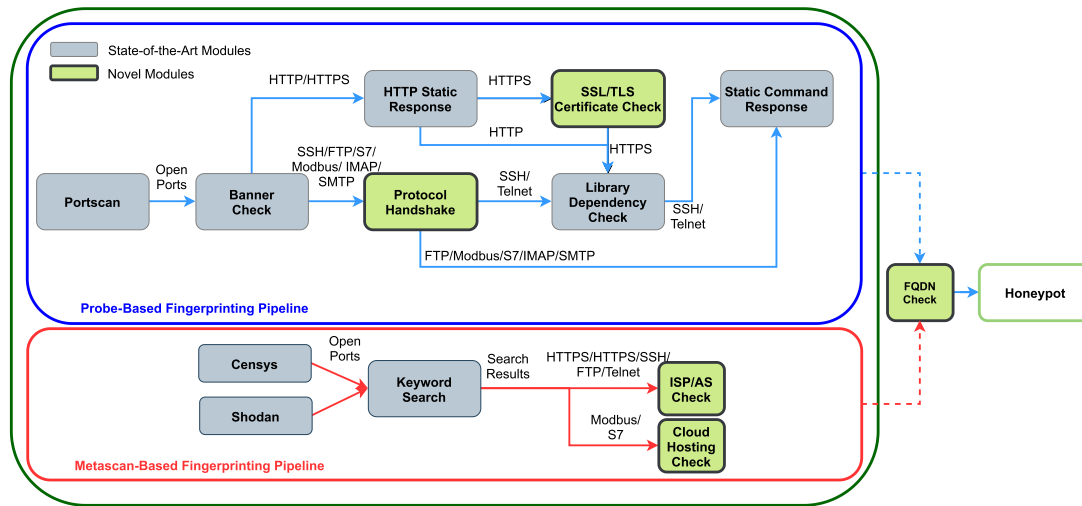 State-of-the-Art Modules
Novel Modules
HTTP/HTTPS
HTTP Static
Response
HTTPS
SSL/TLS
Certificate Check
Static Command
Response
HTTP
HTTPS
SSH/FTP/S7/
Modbus/ IMAP/
SMTP
Open
Ports
Portscan
Banner
Check
Protocol
Handshake
SSH/
Telnet
Library
Dependency
Check
SSH/
Telnet
FTP/Modbus/S7/IMAP/SMTP
Probe-Based Fingerprinting Pipeline
FQDN
Check
Honeypot
Censys
Shodan
Open
Ports
Keyword
Search
Search
Results
HTTPS/HTTPS/SSH/
FTP/Telnet
ISP/AS
Check
Modbus/
S7
Cloud
Hosting
Check
Metascan-Based Fingerprinting Pipeline